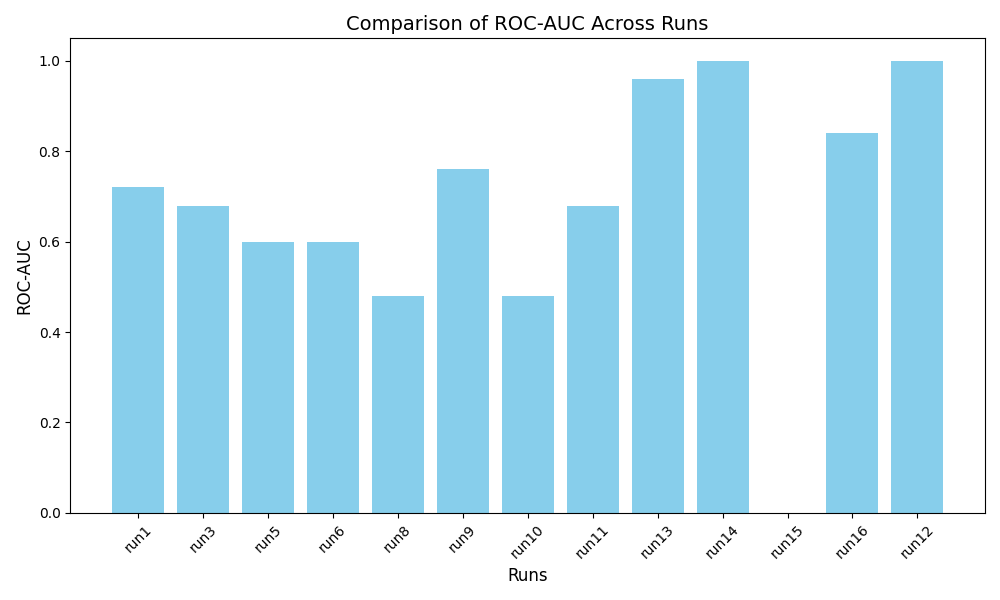 Comparison of ROC-AUC Across Runs
ROC-AUC
1.0
0.8
0.6
0.4
0.2
0.0
run1 run3 run5 run6 run8 run9 run10 run11 run13 run14 run15 run16 run12
Runs